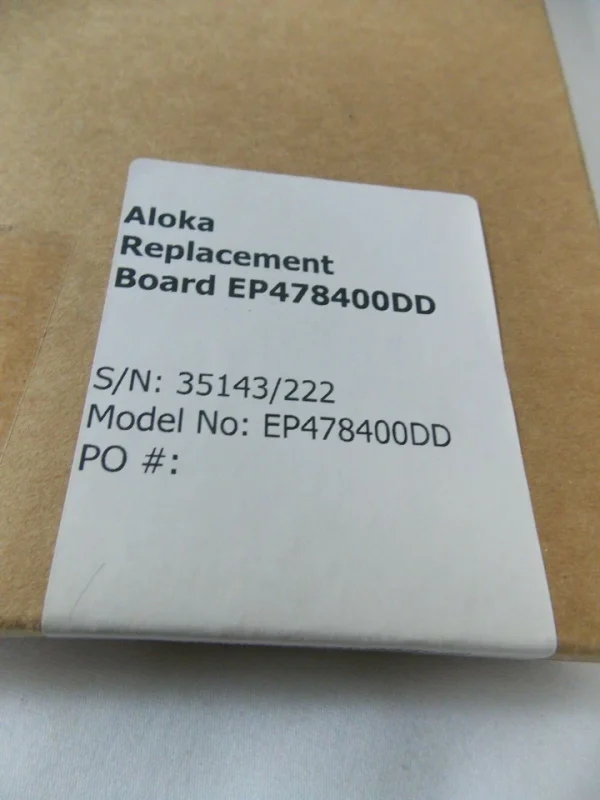 Aloka
Replacement
Board EP478400DD
S/N: 35143/222
Model No: EP478400DD
PO #: